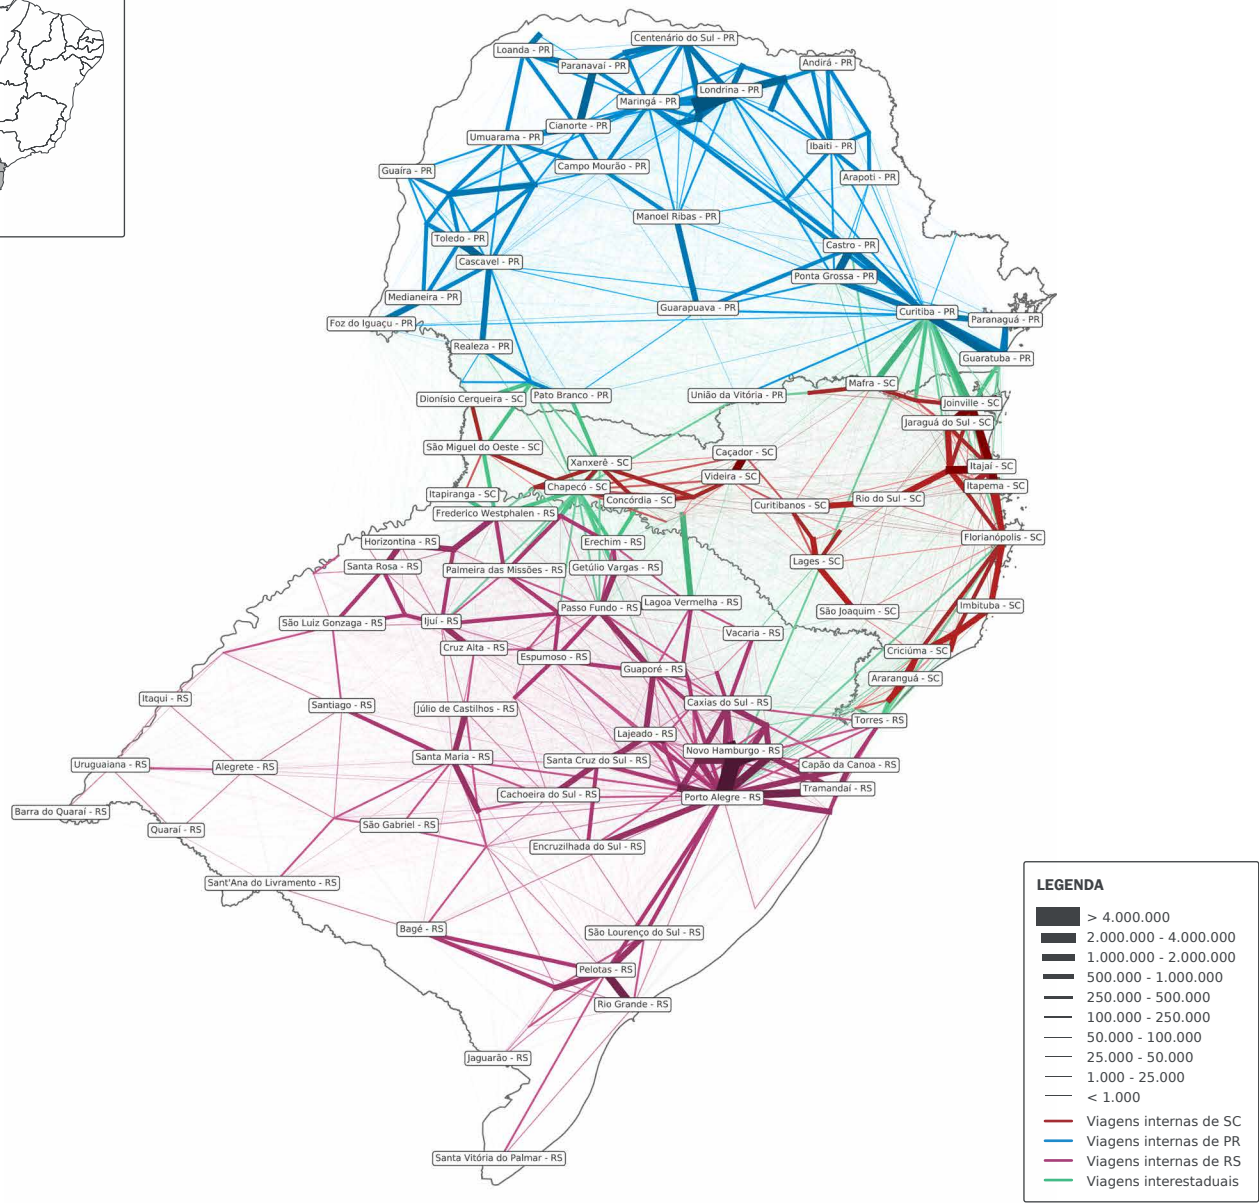 Centenário do Sul - PR
Loanda - PR
Paranavaí - PR
Andirá - PR
Londrina - PR
Maringá - PR
Cianorte - PR
Umuarama - PR
Ibaiti - PR
Campo Mourão - PR
Guaíra - PR
Arapoti - PR
Manoel Ribas - PR
Toledo - PR
Castro - PR
Cascavel - PR
Ponta Grossa - PR
Medianeira - PR
Guarapuava - PR
Curitiba - PR
Foz do Iguaçu - PR
Paranaguá - PR
Realeza - PR
Guaratuba - PR
Mafra - SC
Dionísio Cerqueira - SC
Pato Branco - PR
União da Vitória - PR
Joinville - SC
Jaraguá do Sul - SC
São Miguel do Oeste - SC
Caçador - SC
Xanxerê - SC
Itajaí - SC
Videira - SC
Chapecó - SC
Itapema - SC
Itapiranga - SC
Concórdia - SC
Rio do Sul - SC
Curitibanos - SC
Frederico Westphalen - RS
Florianópolis - SC
Horizontina - RS
Erechim - RS
Lages - SC
Santa Rosa - RS
Palmeira das Missões - RS
Getúlio Vargas - RS
Lagoa Vermelha - RS
Imbituba - SC
Passo Fundo - RS
São Joaquim - SC
São Luiz Gonzaga - RS
Ijuí - RS
Vacaria - RS
Cruz Alta - RS
Criciúma - SC
Espumoso - RS
Guaporé - RS
Araranguá - SC
Itaqui - RS
Santiago - RS
Júlio de Castilhos - RS
Caxias do Sul - RS
Torres - RS
Lajeado - RS
Novo Hamburgo - RS
Santa Maria - RS
Santa Cruz do Sul - RS
Uruguaiana - RS
Alegrete - RS
Capão da Canoa - RS
Tramandaí - RS
Cachoeira do Sul - RS
Porto Alegre - RS
Barra do Quaraí - RS
São Gabriel - RS
Quaraí - RS
Encruzilhada do Sul - RS
Sant'Ana do Livramento - RS
Bagé - RS
São Lourenço do Sul - RS
Pelotas - RS
Rio Grande - RS
Jaguarão - RS
Santa Vitória do Palmar - RS
LEGENDA
> 4.000.000
2.000.000 - 4.000.000
1.000.000 - 2.000.000
500.000 - 1.000.000
250.000 - 500.000
100.000 - 250.000
50.000 - 100.000
25.000 - 50.000
1.000 - 25.000
< 1.000
Viagens internas de SC
Viagens internas de PR
Viagens internas de RS
Viagens interestaduais